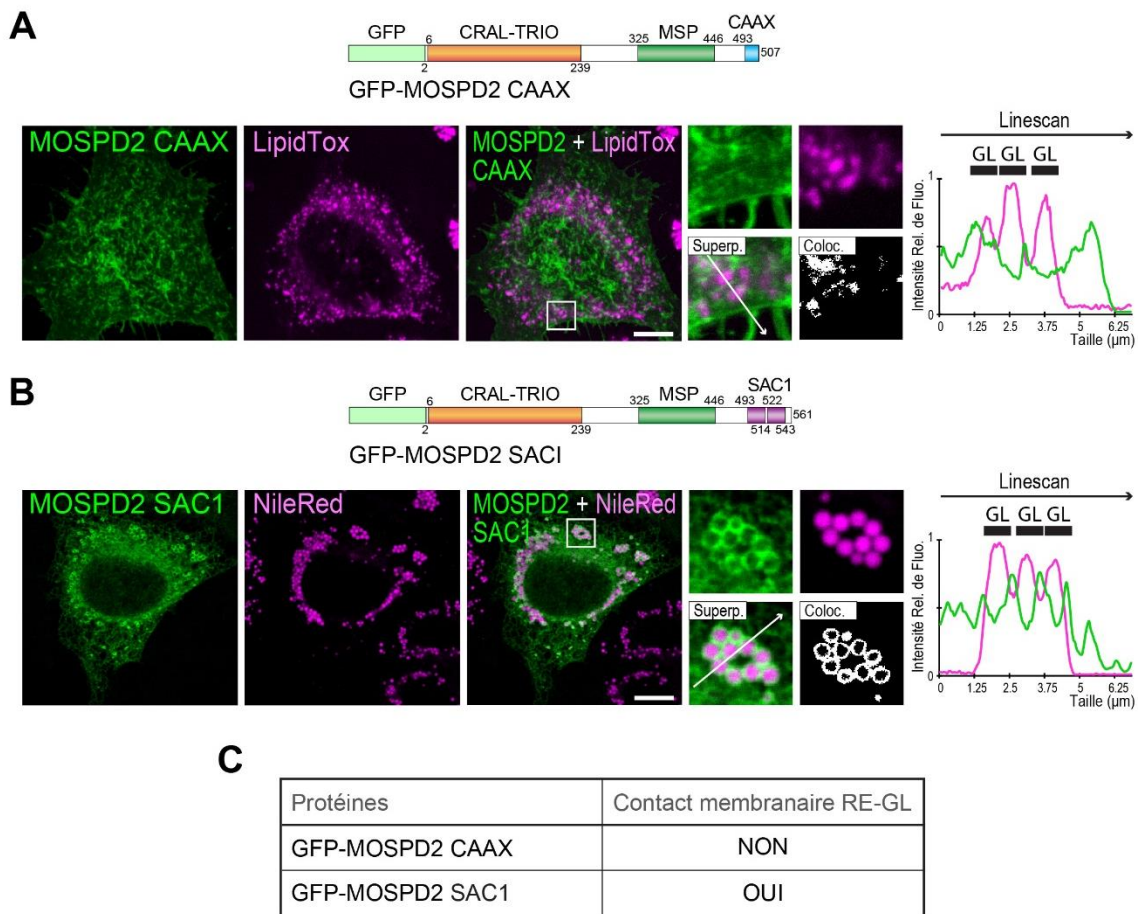 A
GFP 6 CRAL-TRIO 325 MSP 446 493 CAAX
507
2 239
GFP-MOSPD2 CAAX
MOSPD2 CAAX
LipidTox
MOSPD2 + LipidTox
CAAX
Superp.
Coloc.
Linescan
GL GL GL
Intensité Rel. de Fluo.
1
0
0 1.25 2.5 3.75 5 6.25
Taille (µm)
B
SAC1
GFP 6 CRAL-TRIO 325 MSP 446 493 522
561
2 239 514 543
GFP-MOSPD2 SACI
MOSPD2 SAC1
NileRed
MOSPD2 + NileRed
SAC1
Superp.
Coloc.
Linescan
GL GL GL
Intensité Rel. de Fluo.
1
0
0 1.25 2.5 3.75 5 6.25
Taille (µm)
C
Protéines Contact membranaire RE-GL
GFP-MOSPD2 CAAX NON
GFP-MOSPD2 SAC1 OUI